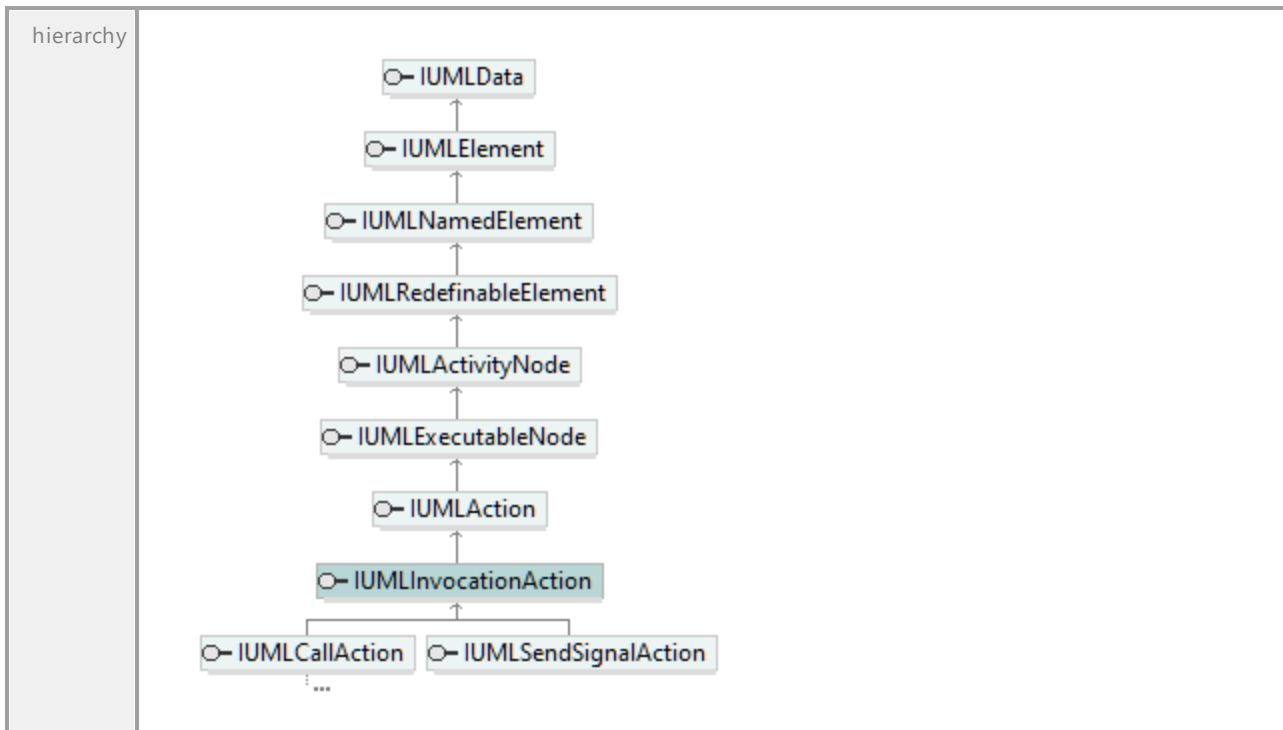 hierarchy
IUMLData
IUMLElement
IUMLNamedElement
IUMLRedefinableElement
IUMLActivityNode
IUMLExecutableNode
IUMLAction
IUMLInvocationAction
IUMLCallAction IUMLSendSignalAction
...